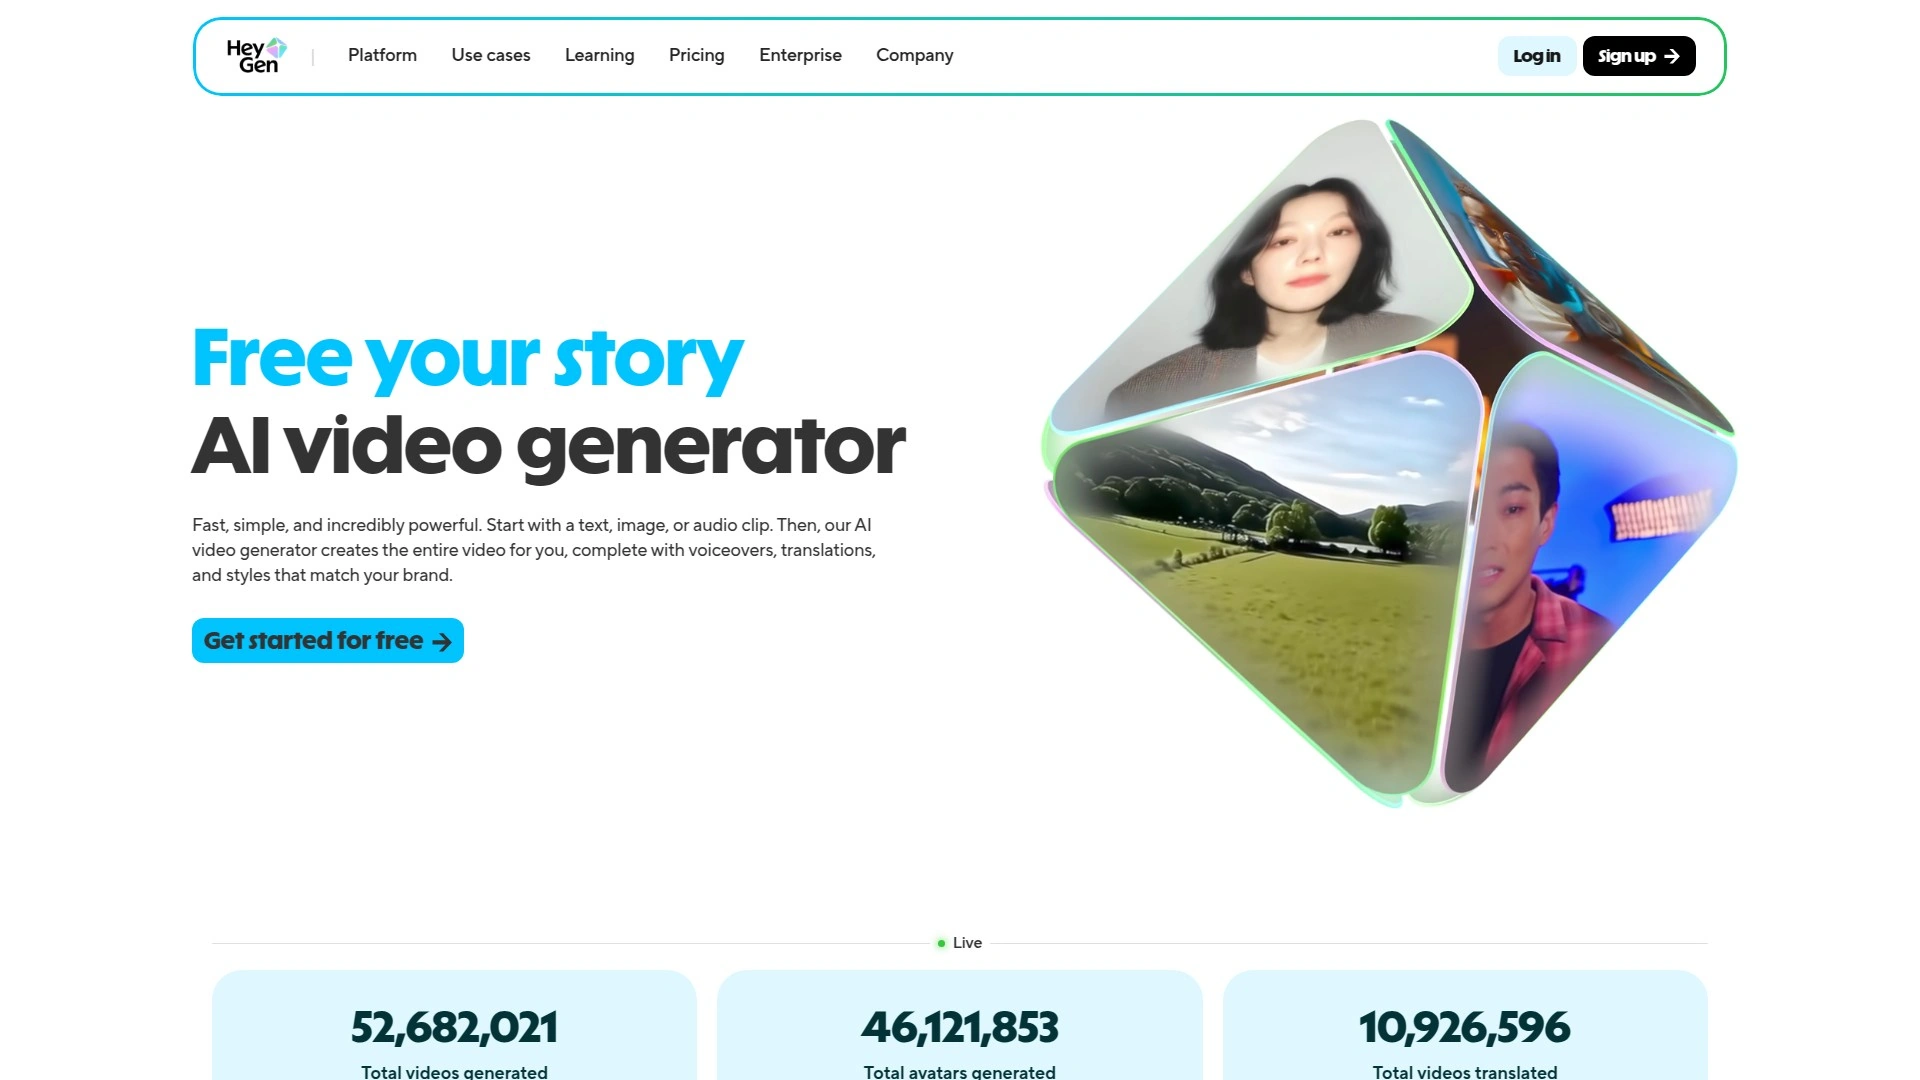 Hey
Gen
Platform
Use cases
Learning
Pricing
Enterprise
Company
Log in
Sign up →
Free your story
AI video generator
Fast, simple, and incredibly powerful. Start with a text, image, or audio clip. Then, our AI
video generator creates the entire video for you, complete with voiceovers, translations,
and styles that match your brand.
Get started for free →
Live
52,682,021
Total videos generated
46,121,853
Total avatars generated
10,926,596
Total videos translated